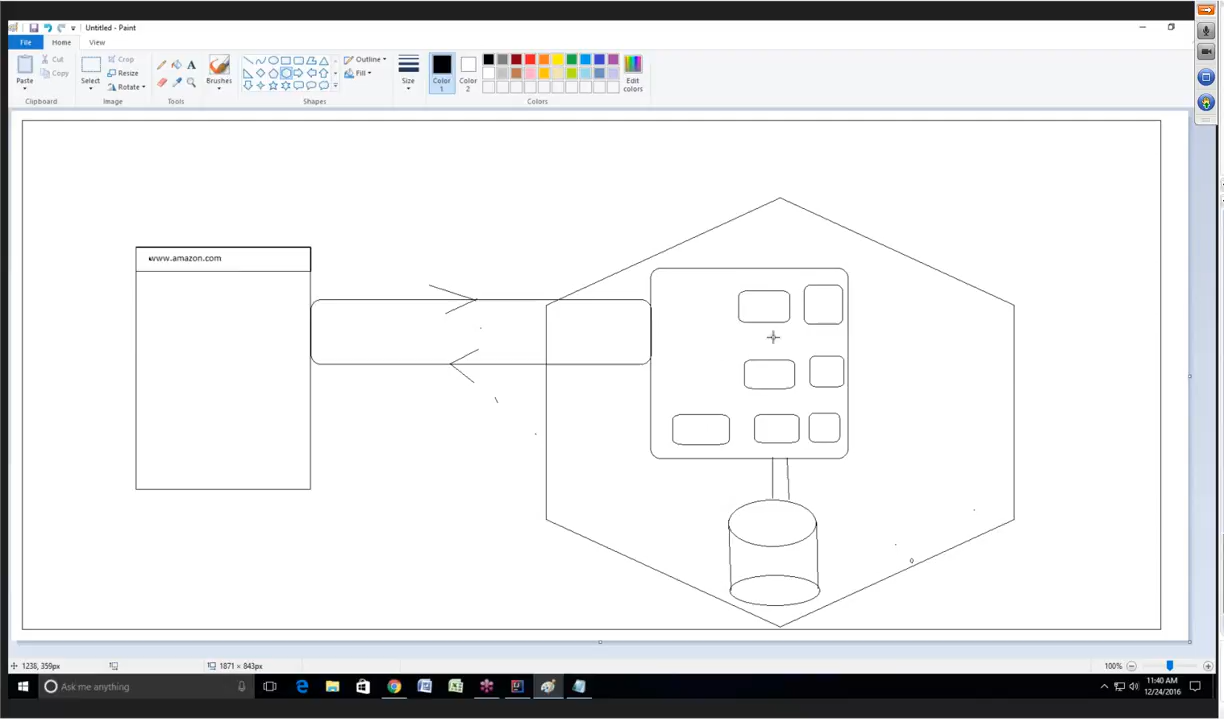 Untitled - Paint
File
Home
View
Paste
Cut
Copy
Clipboard
Select
Crop
Resize
Rotate
Image
A
Tools
Brushes
Shapes
Outline
Fill
Size
Color 1
Color 2
Edit colors
Colors
www.amazon.com
1238, 359px
1871 × 843px
100%
Ask me anything
11:40 AM
12/24/2016